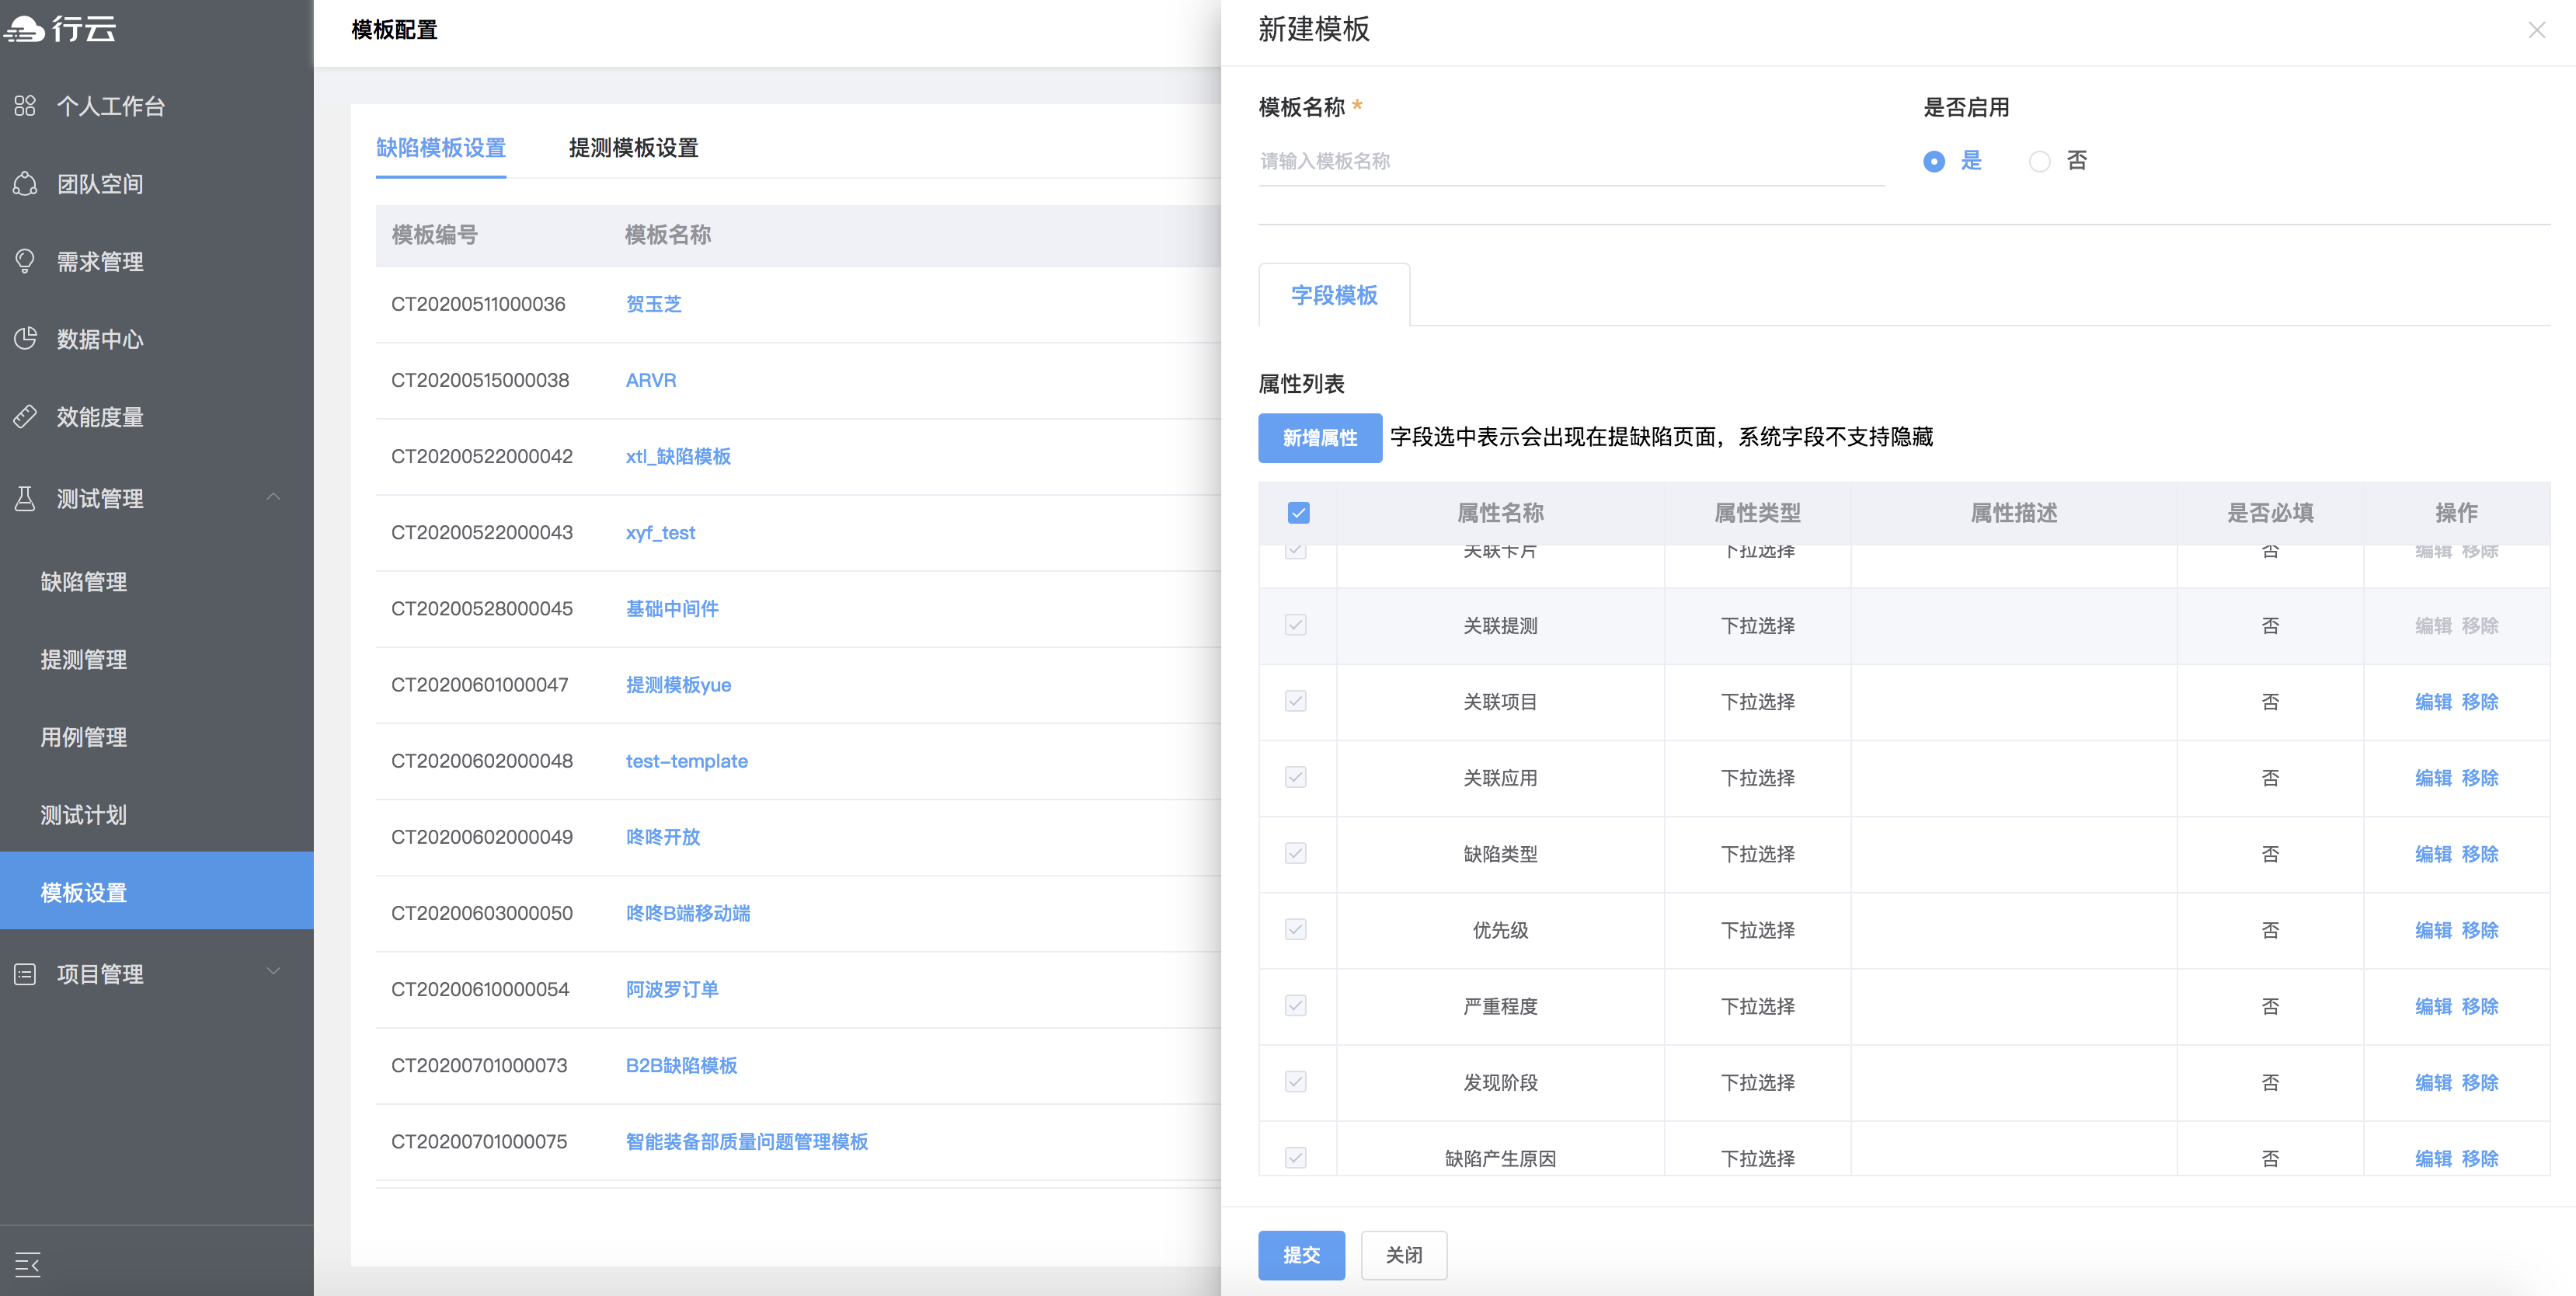 行云
个人工作台
团队空间
需求管理
数据中心
效能度量
测试管理
缺陷管理
提测管理
用例管理
测试计划
模板设置
项目管理
模板配置
缺陷模板设置 提测模板设置
模板编号 模板名称
CT20200511000036 贺玉芝
CT20200515000038 ARVR
CT20200522000042 xtl_缺陷模板
CT20200522000043 xyf_test
CT20200528000045 基础中间件
CT20200601000047 提测模板yue
CT20200602000048 test-template
CT20200602000049 咚咚开放
CT20200603000050 咚咚B端移动端
CT20200610000054 阿波罗订单
CT20200701000073 B2B缺陷模板
CT20200701000075 智能装备部质量问题管理模板
新建模板
模板名称 * 是否启用
请输入模板名称 是 否
字段模板
属性列表
新增属性 字段选中表示会出现在提缺陷页面，系统字段不支持隐藏
属性名称 属性类型 属性描述 是否必填 操作
关联卡片 下拉选择 否 编辑 移除
关联提测 下拉选择 否 编辑 移除
关联项目 下拉选择 否 编辑 移除
关联应用 下拉选择 否 编辑 移除
缺陷类型 下拉选择 否 编辑 移除
优先级 下拉选择 否 编辑 移除
严重程度 下拉选择 否 编辑 移除
发现阶段 下拉选择 否 编辑 移除
缺陷产生原因 下拉选择 否 编辑 移除
提交 关闭